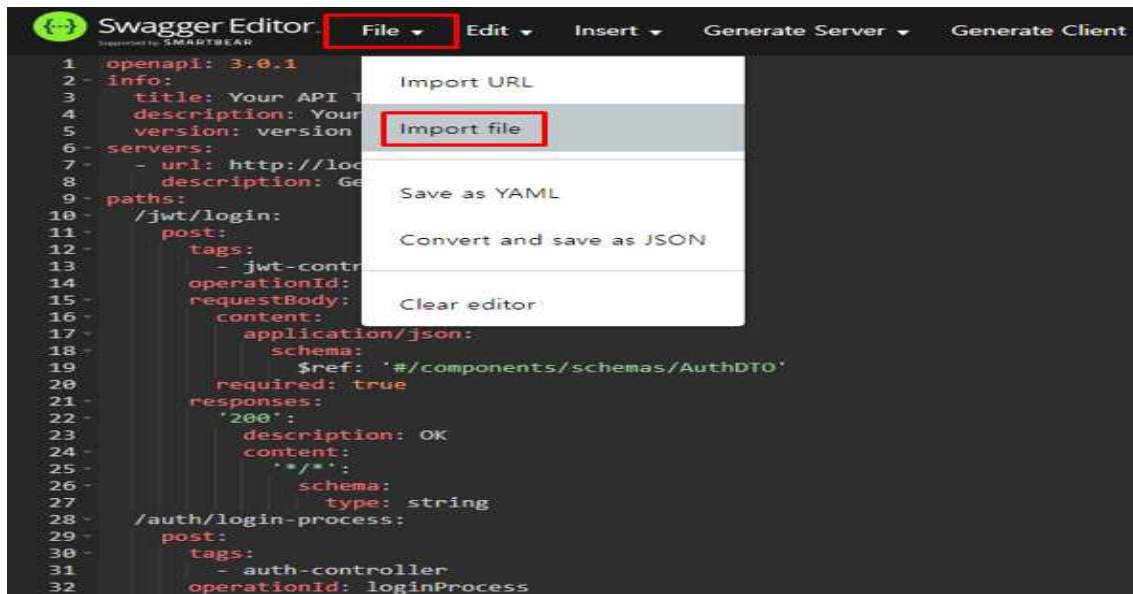 Swagger Editor.
Supported by SMARTBEAR
File
Edit
Insert
Generate Server
Generate Client
Import URL
Import file
Save as YAML
Convert and save as JSON
Clear editor
1 openapi: 3.0.1
2 info:
3 title: Your API T
4 description: Your
5 version: version
6 servers:
7 - url: http://loc
8 description: Ge
9 paths:
10 /jwt/login:
11 post:
12 tags:
13 - jwt-contr
14 operationId:
15 requestBody:
16 content:
17 application/json:
18 schema:
19 $ref: '#/components/schemas/AuthDTO'
20 required: true
21 responses:
22 '200':
23 description: OK
24 content:
25 '*/*':
26 schema:
27 type: string
28 /auth/login-process:
29 post:
30 tags:
31 - auth-controller
32 operationId: loginProcess